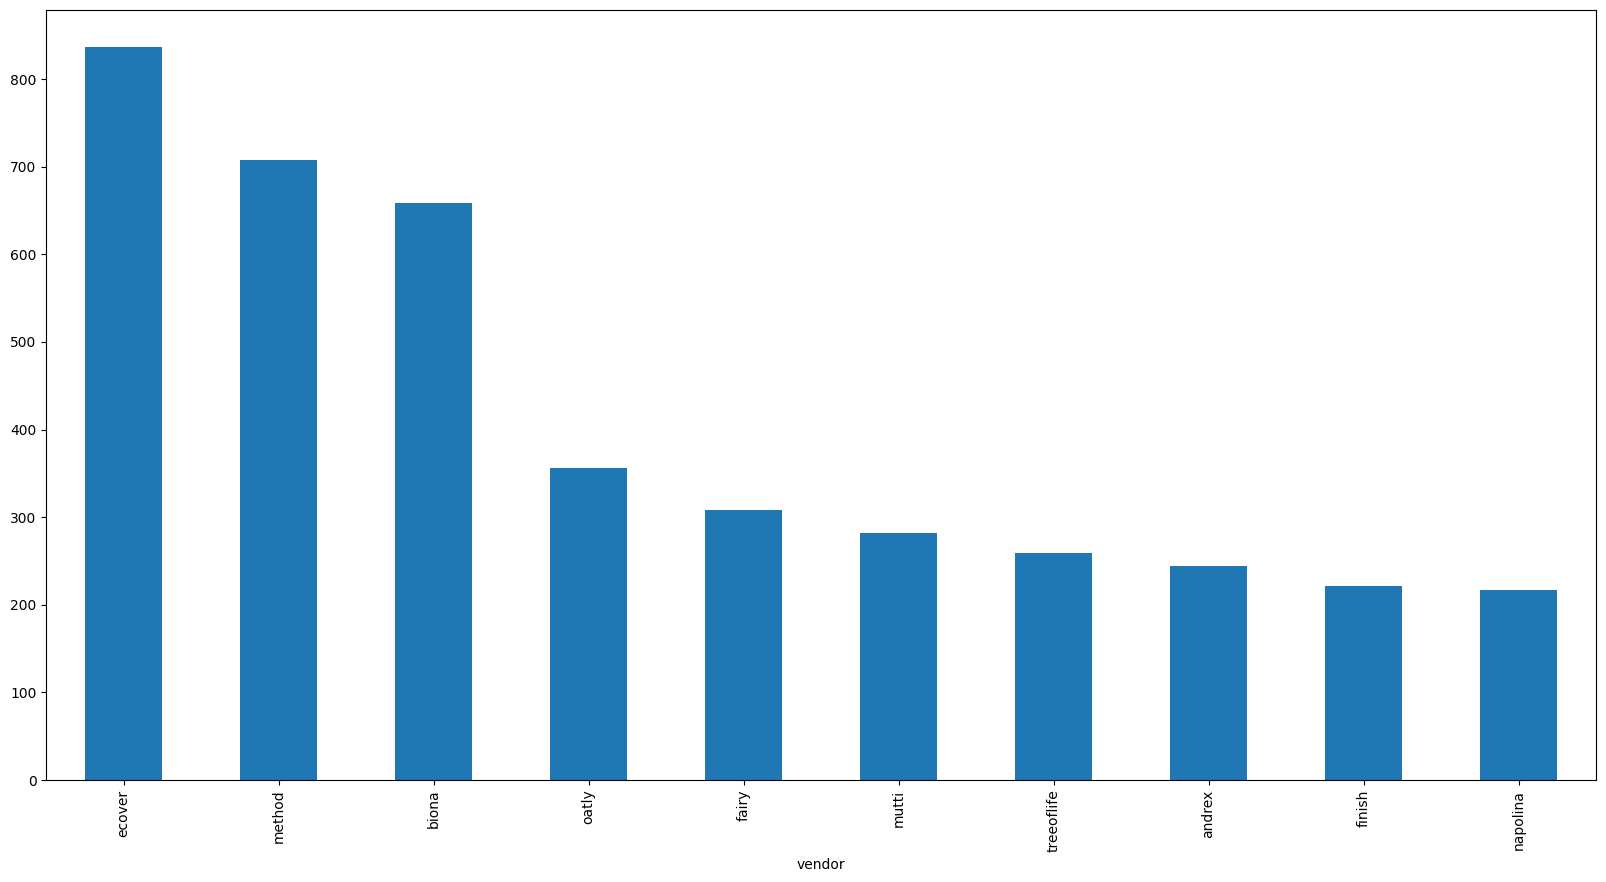 800
700
600
500
400
300
200
100
0
ecover
method
biona
oatly
fairy
mutti
treeoflife
andrex
finish
napolina
vendor